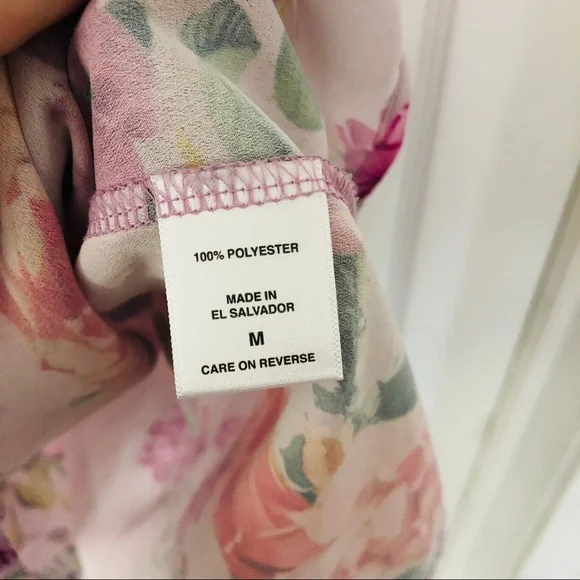 100% POLYESTER
MADE IN
EL SALVADOR
M
CARE ON REVERSE